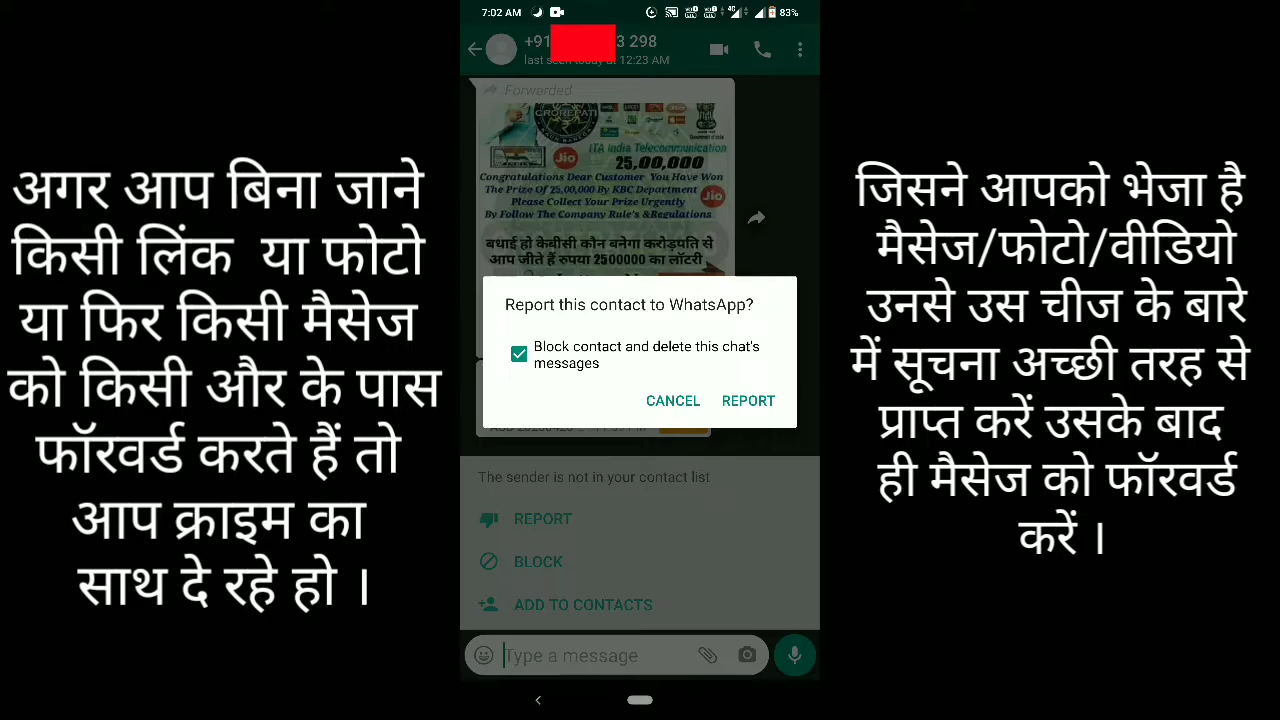 अगर आप बिना जाने
किसी लिंक या फोटो
या फिर किसी मैसेज
को किसी और के पास
फॉरवर्ड करते हैं तो
आप क्राइम का
साथ दे रहे हो ।
7:02 AM
4G
83%
+91 3 298
last seen today at 12:23 AM
Forwarded
CROREPATI
ITA India Telecommunication
Jio
25,00,000
Congratulations Dear Customer You Have Won
The Prize Of 25,00,000 By KBC Department
Please Collect Your Prize Urgently
Jio
By Follow The Company Rule's &Regulations
बधाई हो केबीसी कौन बनेगा करोड़पति से
आप जीते हैं रुपया 2500000 का लॉटरी
Report this contact to WhatsApp?
Block contact and delete this chat's
messages
CANCEL REPORT
The sender is not in your contact list
REPORT
BLOCK
ADD TO CONTACTS
Type a message
जिसने आपको भेजा है
मैसेज/फोटो/वीडियो
उनसे उस चीज के बारे
में सूचना अच्छी तरह से
प्राप्त करें उसके बाद
ही मैसेज को फॉरवर्ड
करें ।